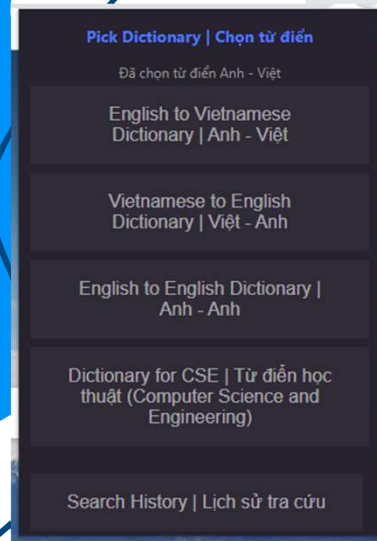 Pick Dictionary | Chọn từ điển
Đã chọn từ điển Anh - Việt
English to Vietnamese
Dictionary | Anh - Việt
Vietnamese to English
Dictionary | Việt - Anh
English to English Dictionary |
Anh - Anh
Dictionary for CSE | Từ điển học
thuật (Computer Science and
Engineering)
Search History | Lịch sử tra cứu